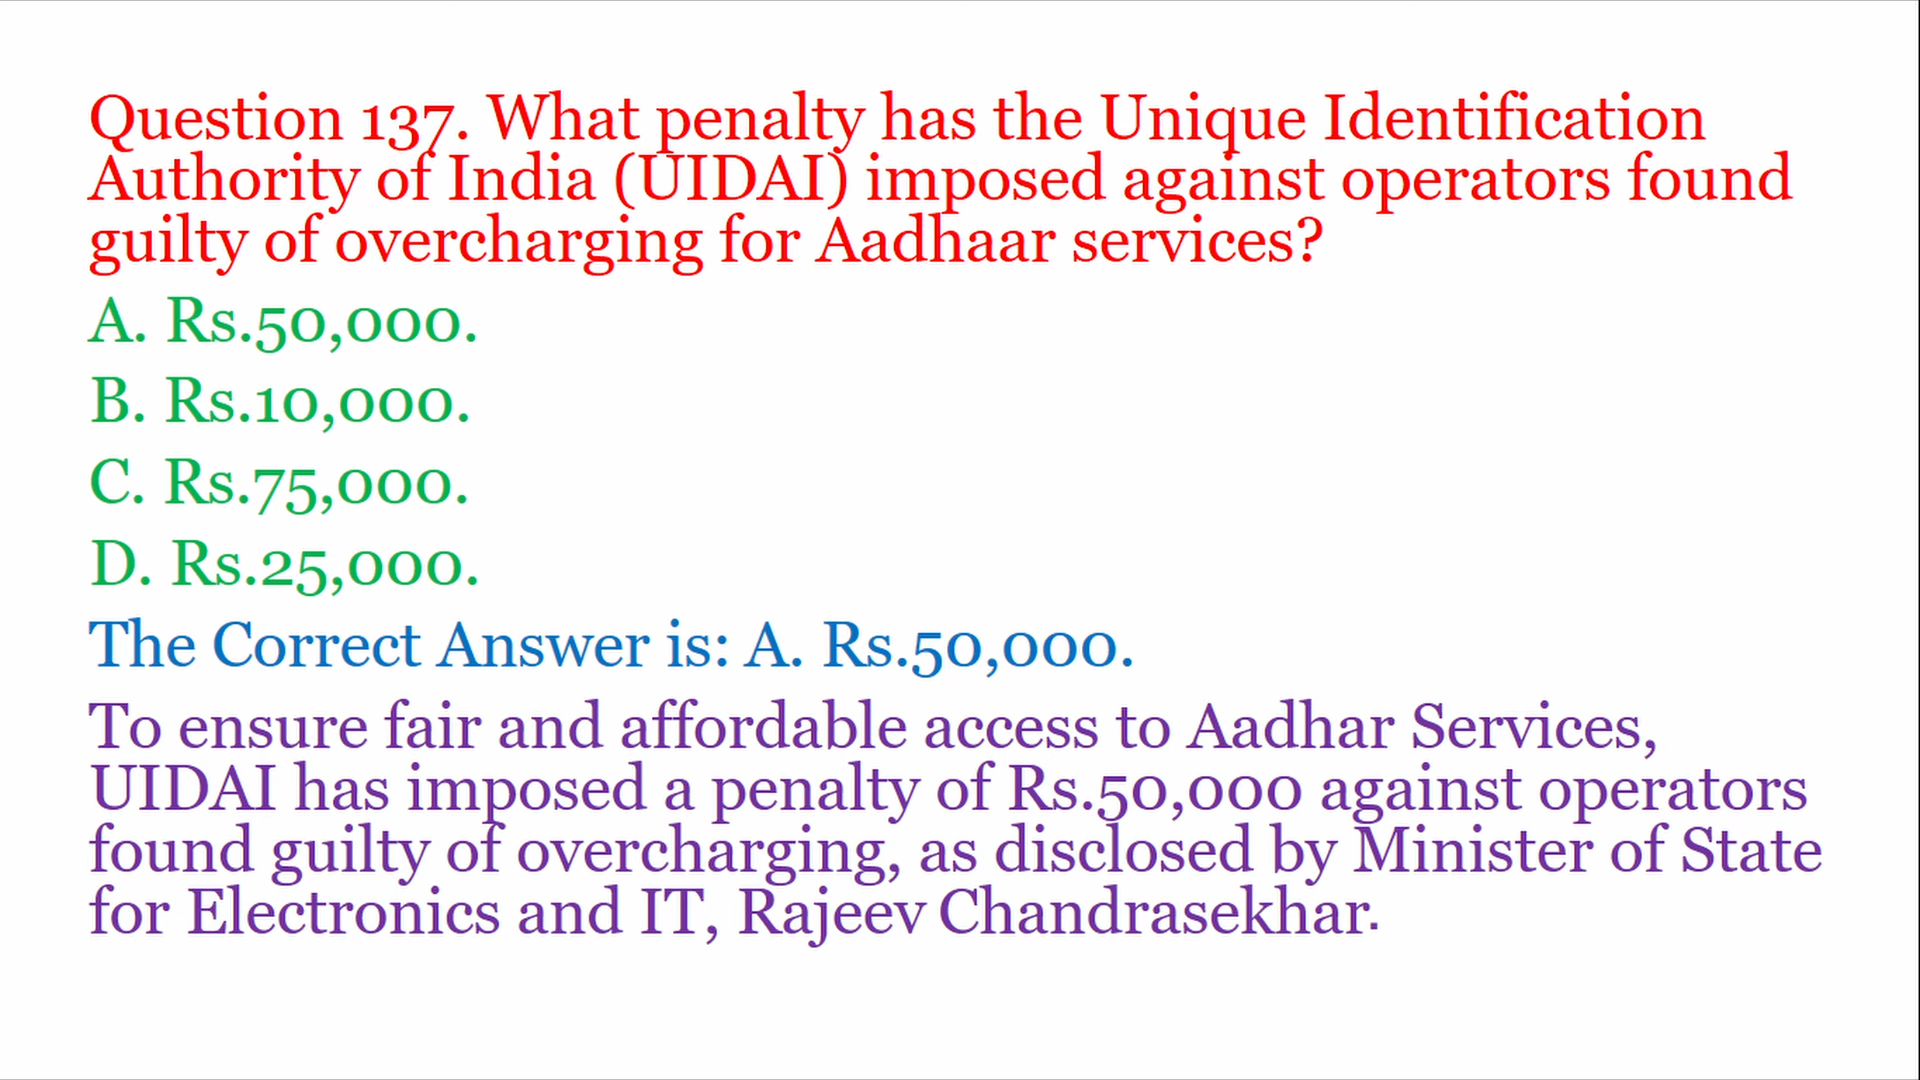 Question 137. What penalty has the Unique Identification
Authority of India (UIDAI) imposed against operators found
guilty of overcharging for Aadhaar services?
A. Rs.50,000.
B. Rs.10,000.
C. Rs.75,000.
D. Rs.25,000.
The Correct Answer is: A. Rs.50,000.
To ensure fair and affordable access to Aadhar Services,
UIDAI has imposed a penalty of Rs.50,000 against operators
found guilty of overcharging, as disclosed by Minister of State
for Electronics and IT, Rajeev Chandrasekhar.